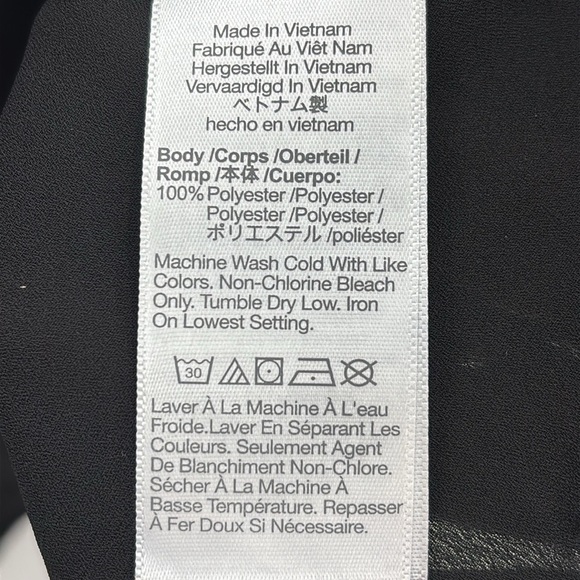 Made In Vietnam
Fabriqué Au Viêt Nam
Hergestellt In Vietnam
Vervaardigd In Vietnam
ベトナム製
hecho en vietnam
Body /Corps /Oberteil /
Romp /本体 /Cuerpo:
100% Polyester /Polyester /
Polyester /Polyester /
ポリエステル /poliéster
Machine Wash Cold With Like
Colors. Non-Chlorine Bleach
Only. Tumble Dry Low. Iron
On Lowest Setting.
30
Laver À La Machine À L'eau
Froide.Laver En Séparant Les
Couleurs. Seulement Agent
De Blanchiment Non-Chlore.
Sécher À La Machine À
Basse Température. Repasser
À Fer Doux Si Nécessaire.